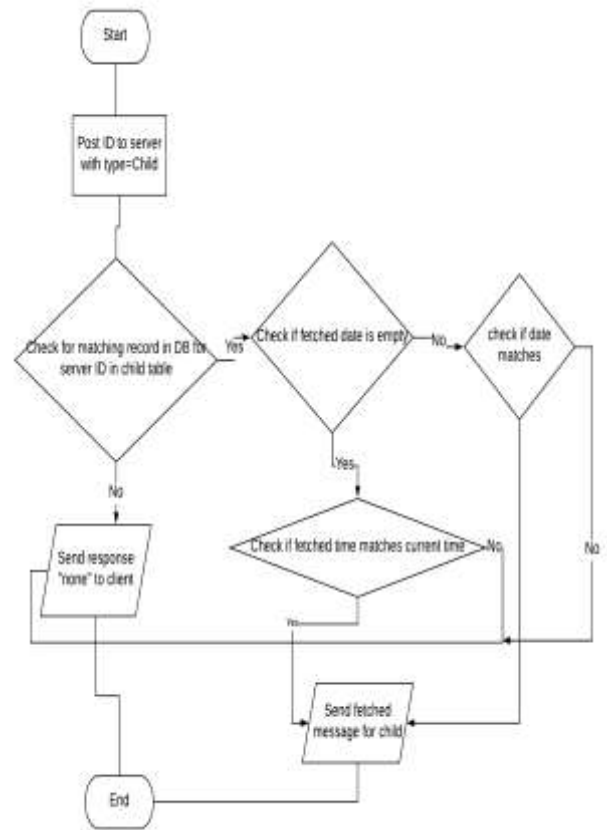 Start
Post ID to server
with type=Child
Check for matching record in DB for
server ID in child table
Yes
Check if fetched date is empty
No
check if date
matches
No
Yes
Send response
"none" to client
Check if fetched time matches current time
No
No
Yes
Send fetched
message for child
End